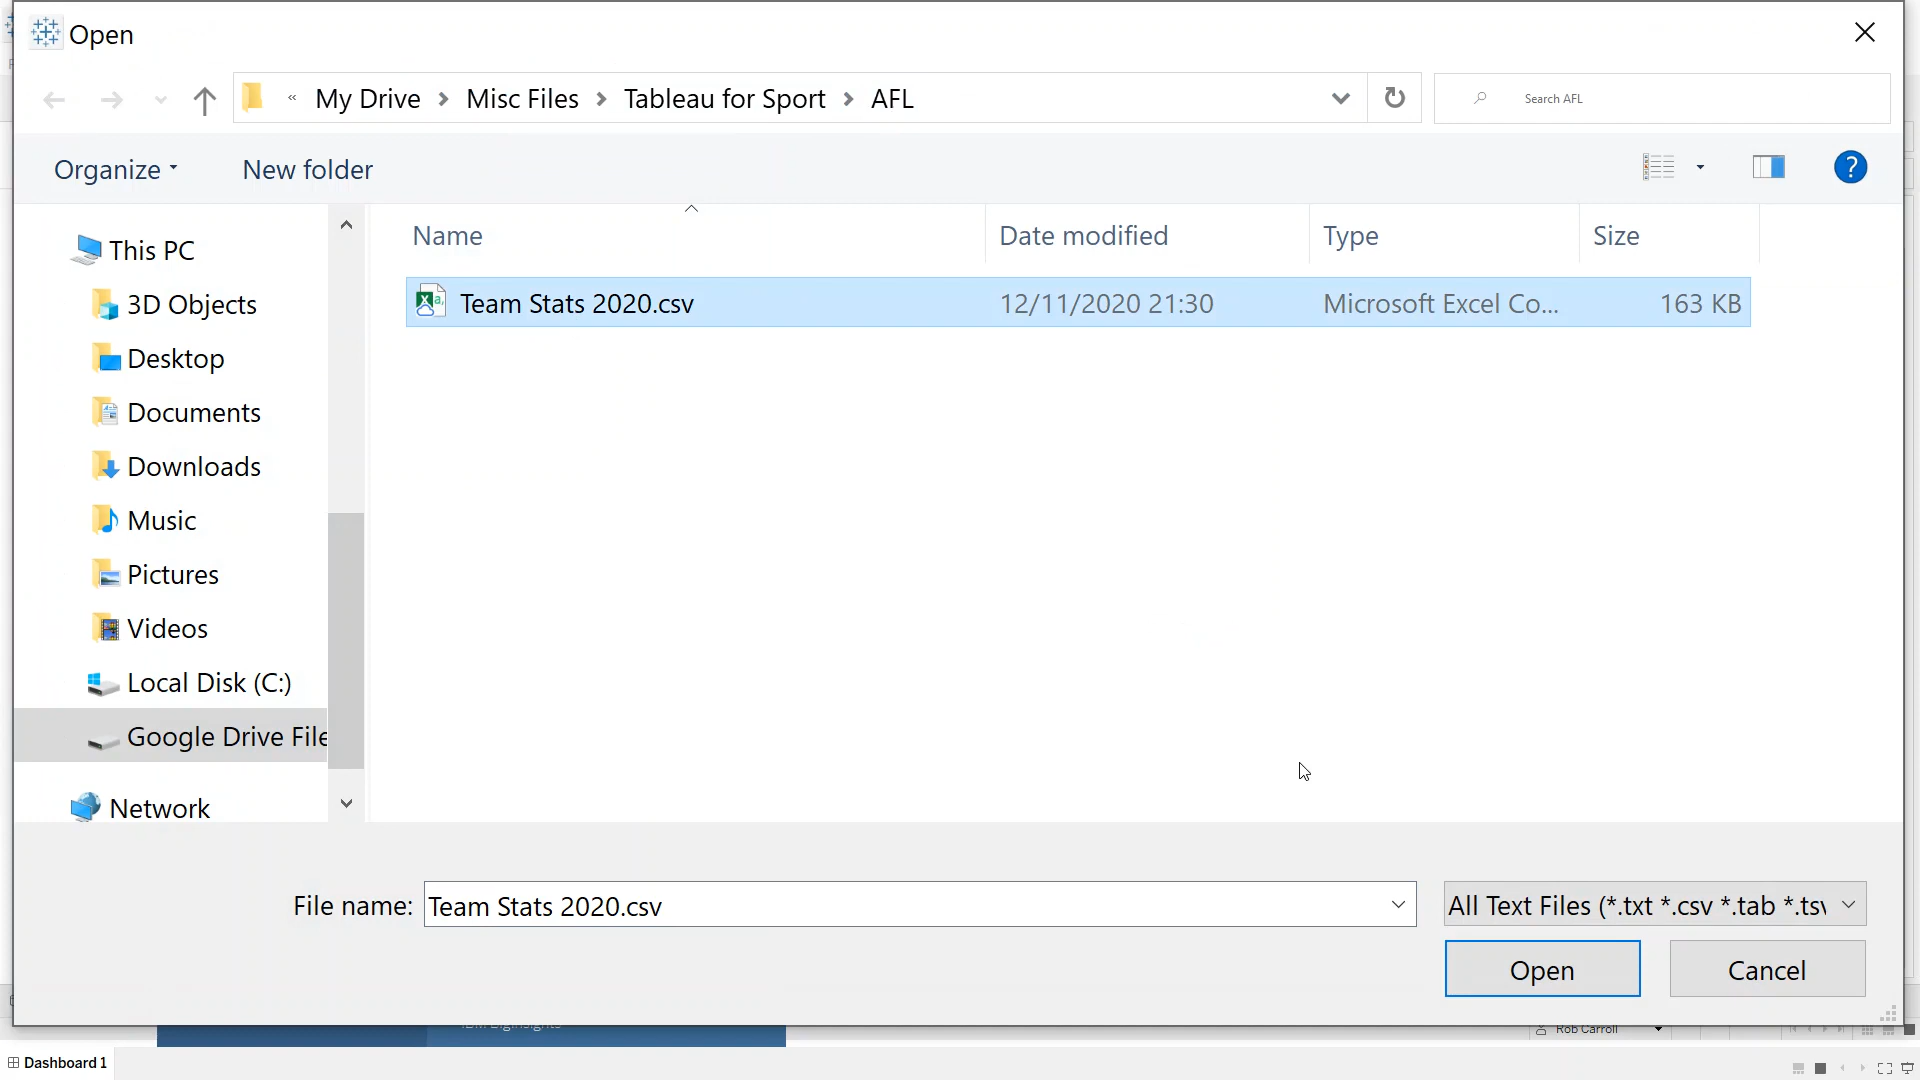 Open
« My Drive > Misc Files > Tableau for Sport > AFL
Search AFL
Organize
New folder
?
Name
Date modified
Type
Size
Team Stats 2020.csv
12/11/2020 21:30
Microsoft Excel Co...
163 KB
This PC
3D Objects
Desktop
Documents
Downloads
Music
Pictures
Videos
Local Disk (C:)
Google Drive File
Network
File name:
Team Stats 2020.csv
All Text Files (*.txt *.csv *.tab *.tsv
Open
Cancel
Rob Carroll
Dashboard 1